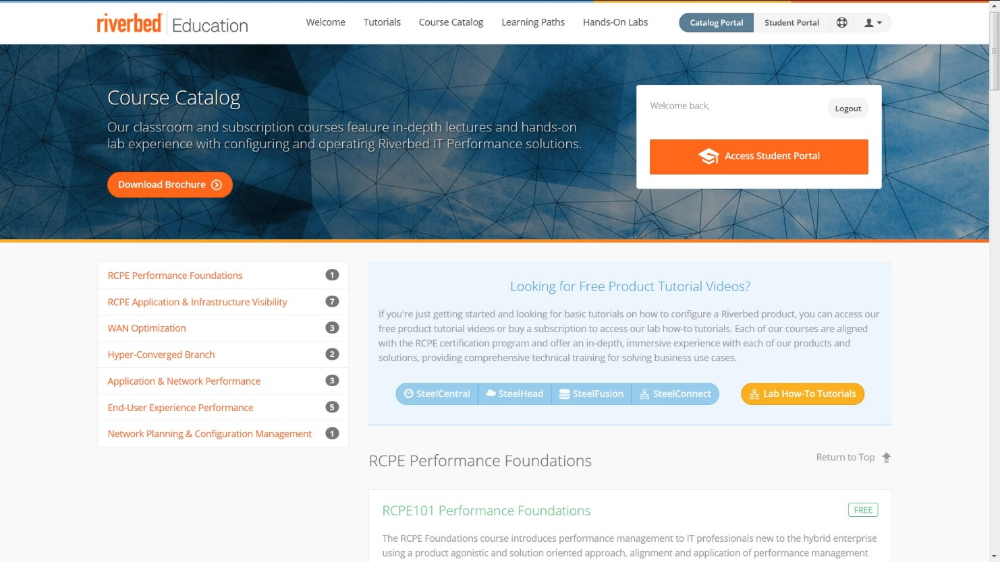 riverbed Education
Welcome
Tutorials
Course Catalog
Learning Paths
Hands-On Labs
Catalog Portal
Student Portal
Course Catalog
Our classroom and subscription courses feature in-depth lectures and hands-on
lab experience with configuring and operating Riverbed IT Performance solutions.
Download Brochure
Welcome back,
Logout
Access Student Portal
RCPE Performance Foundations 1
RCPE Application & Infrastructure Visibility 7
WAN Optimization 3
Hyper-Converged Branch 2
Application & Network Performance 3
End-User Experience Performance 5
Network Planning & Configuration Management 1
Looking for Free Product Tutorial Videos?
If you're just getting started and looking for basic tutorials on how to configure a Riverbed product, you can access our
free product tutorial videos or buy a subscription to access our lab how-to tutorials. Each of our courses are aligned
with the RCPE certification program and offer an in-depth, immersive experience with each of our products and
solutions, providing comprehensive technical training for solving business use cases.
SteelCentral
SteelHead
SteelFusion
SteelConnect
Lab How-To Tutorials
RCPE Performance Foundations
Return to Top
RCPE101 Performance Foundations
FREE
The RCPE Foundations course introduces performance management to IT professionals new to the hybrid enterprise
using a product agonistic and solution oriented approach, alignment and application of performance management